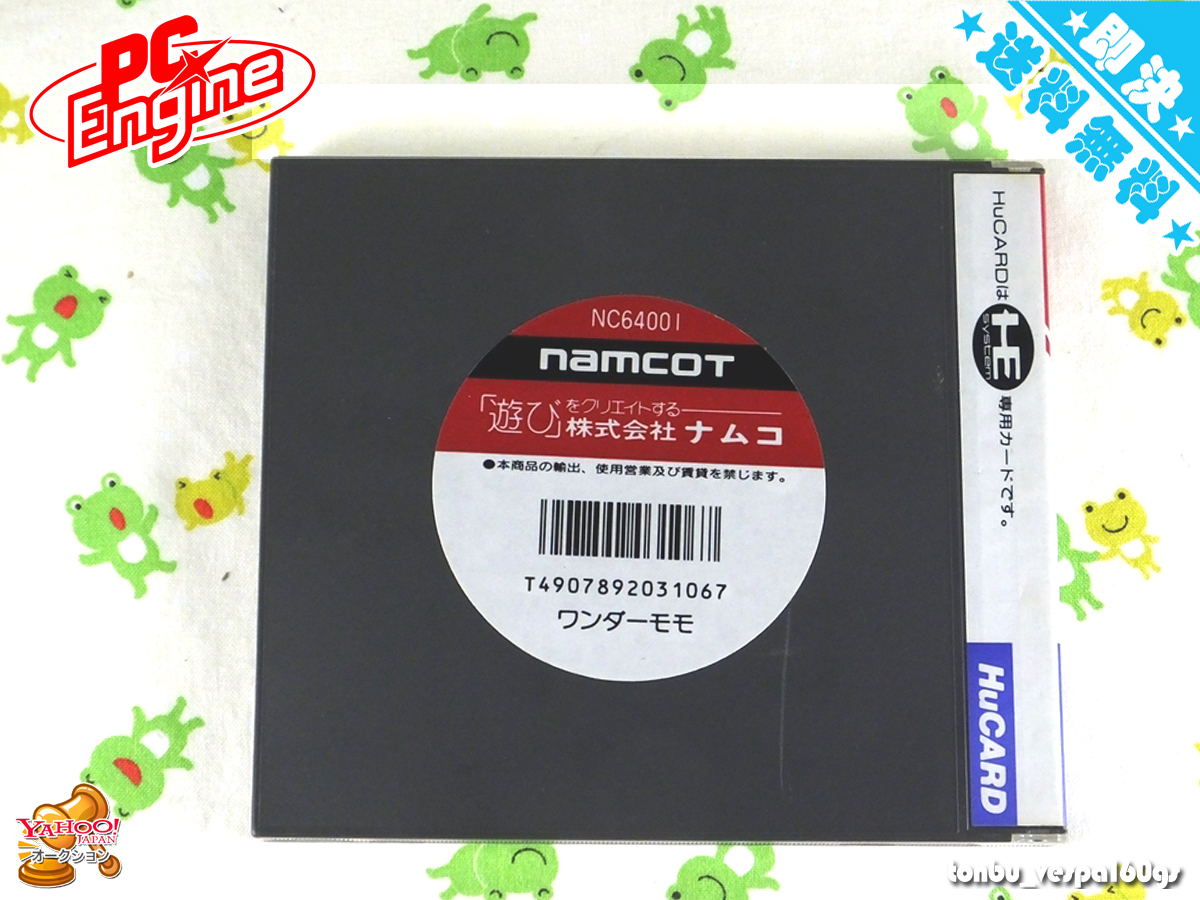 PC Engine
★即決★
★送料無料★
NC64001
namcoT
「遊び」をクリエイトする
株式会社ナムコ
●本商品の輸出、使用営業及び賃貸を禁じます。
T4907892031067
ワンダーモモ
HuCARDは
HE
system
専用カードです。
HuCARD
YAHOO!
JAPAN
オークション
tonbu_vespa160gs